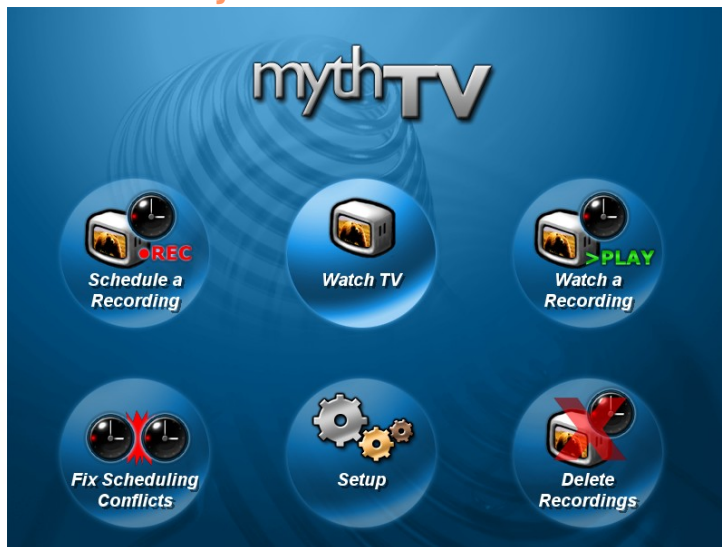 mythTV
●REC
Schedule a
Recording
Watch TV
>PLAY
Watch a
Recording
Fix Scheduling
Conflicts
Setup
Delete
Recordings